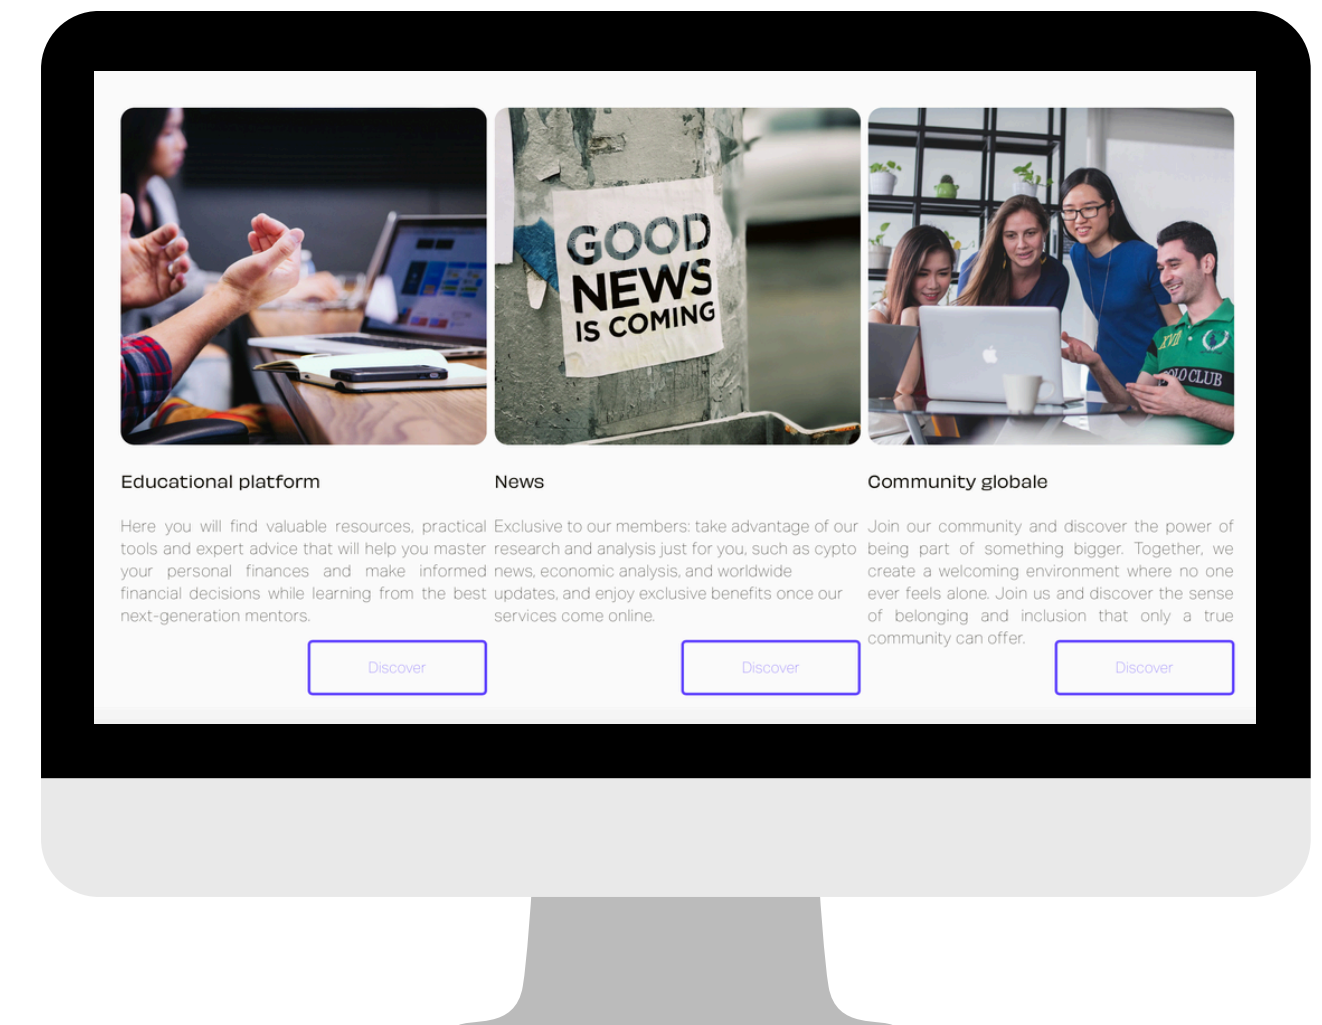 GOOD
NEWS
IS COMING
XVII
POLO CLUB
Educational platform
Here you will find valuable resources, practical
tools and expert advice that will help you master
your personal finances and make informed
financial decisions while learning from the best
next-generation mentors.
Discover
News
Exclusive to our members: take advantage of our
research and analysis just for you, such as cypto
news, economic analysis, and worldwide
updates, and enjoy exclusive benefits once our
services come online.
Discover
Community globale
Join our community and discover the power of
being part of something bigger. Together, we
create a welcoming environment where no one
ever feels alone. Join us and discover the sense
of belonging and inclusion that only a true
community can offer.
Discover